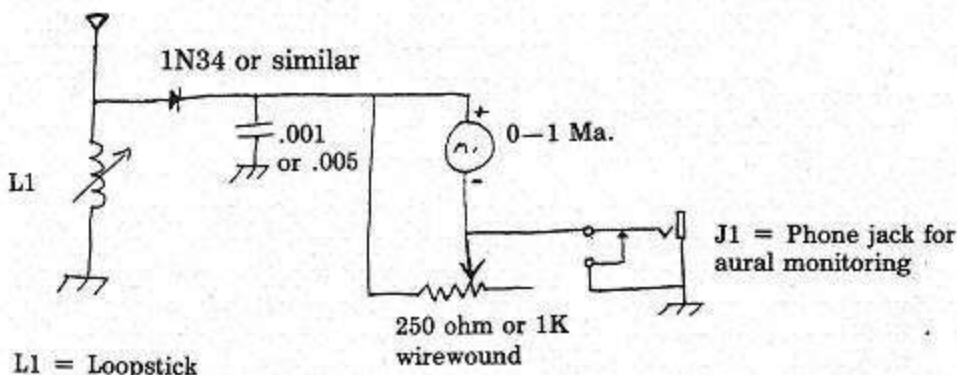 1N34 or similar
.001
or .005
+
0—1 Ma.
-
L1
J1 = Phone jack for
aural monitoring
250 ohm or 1K
wirewound
L1 = Loopstick